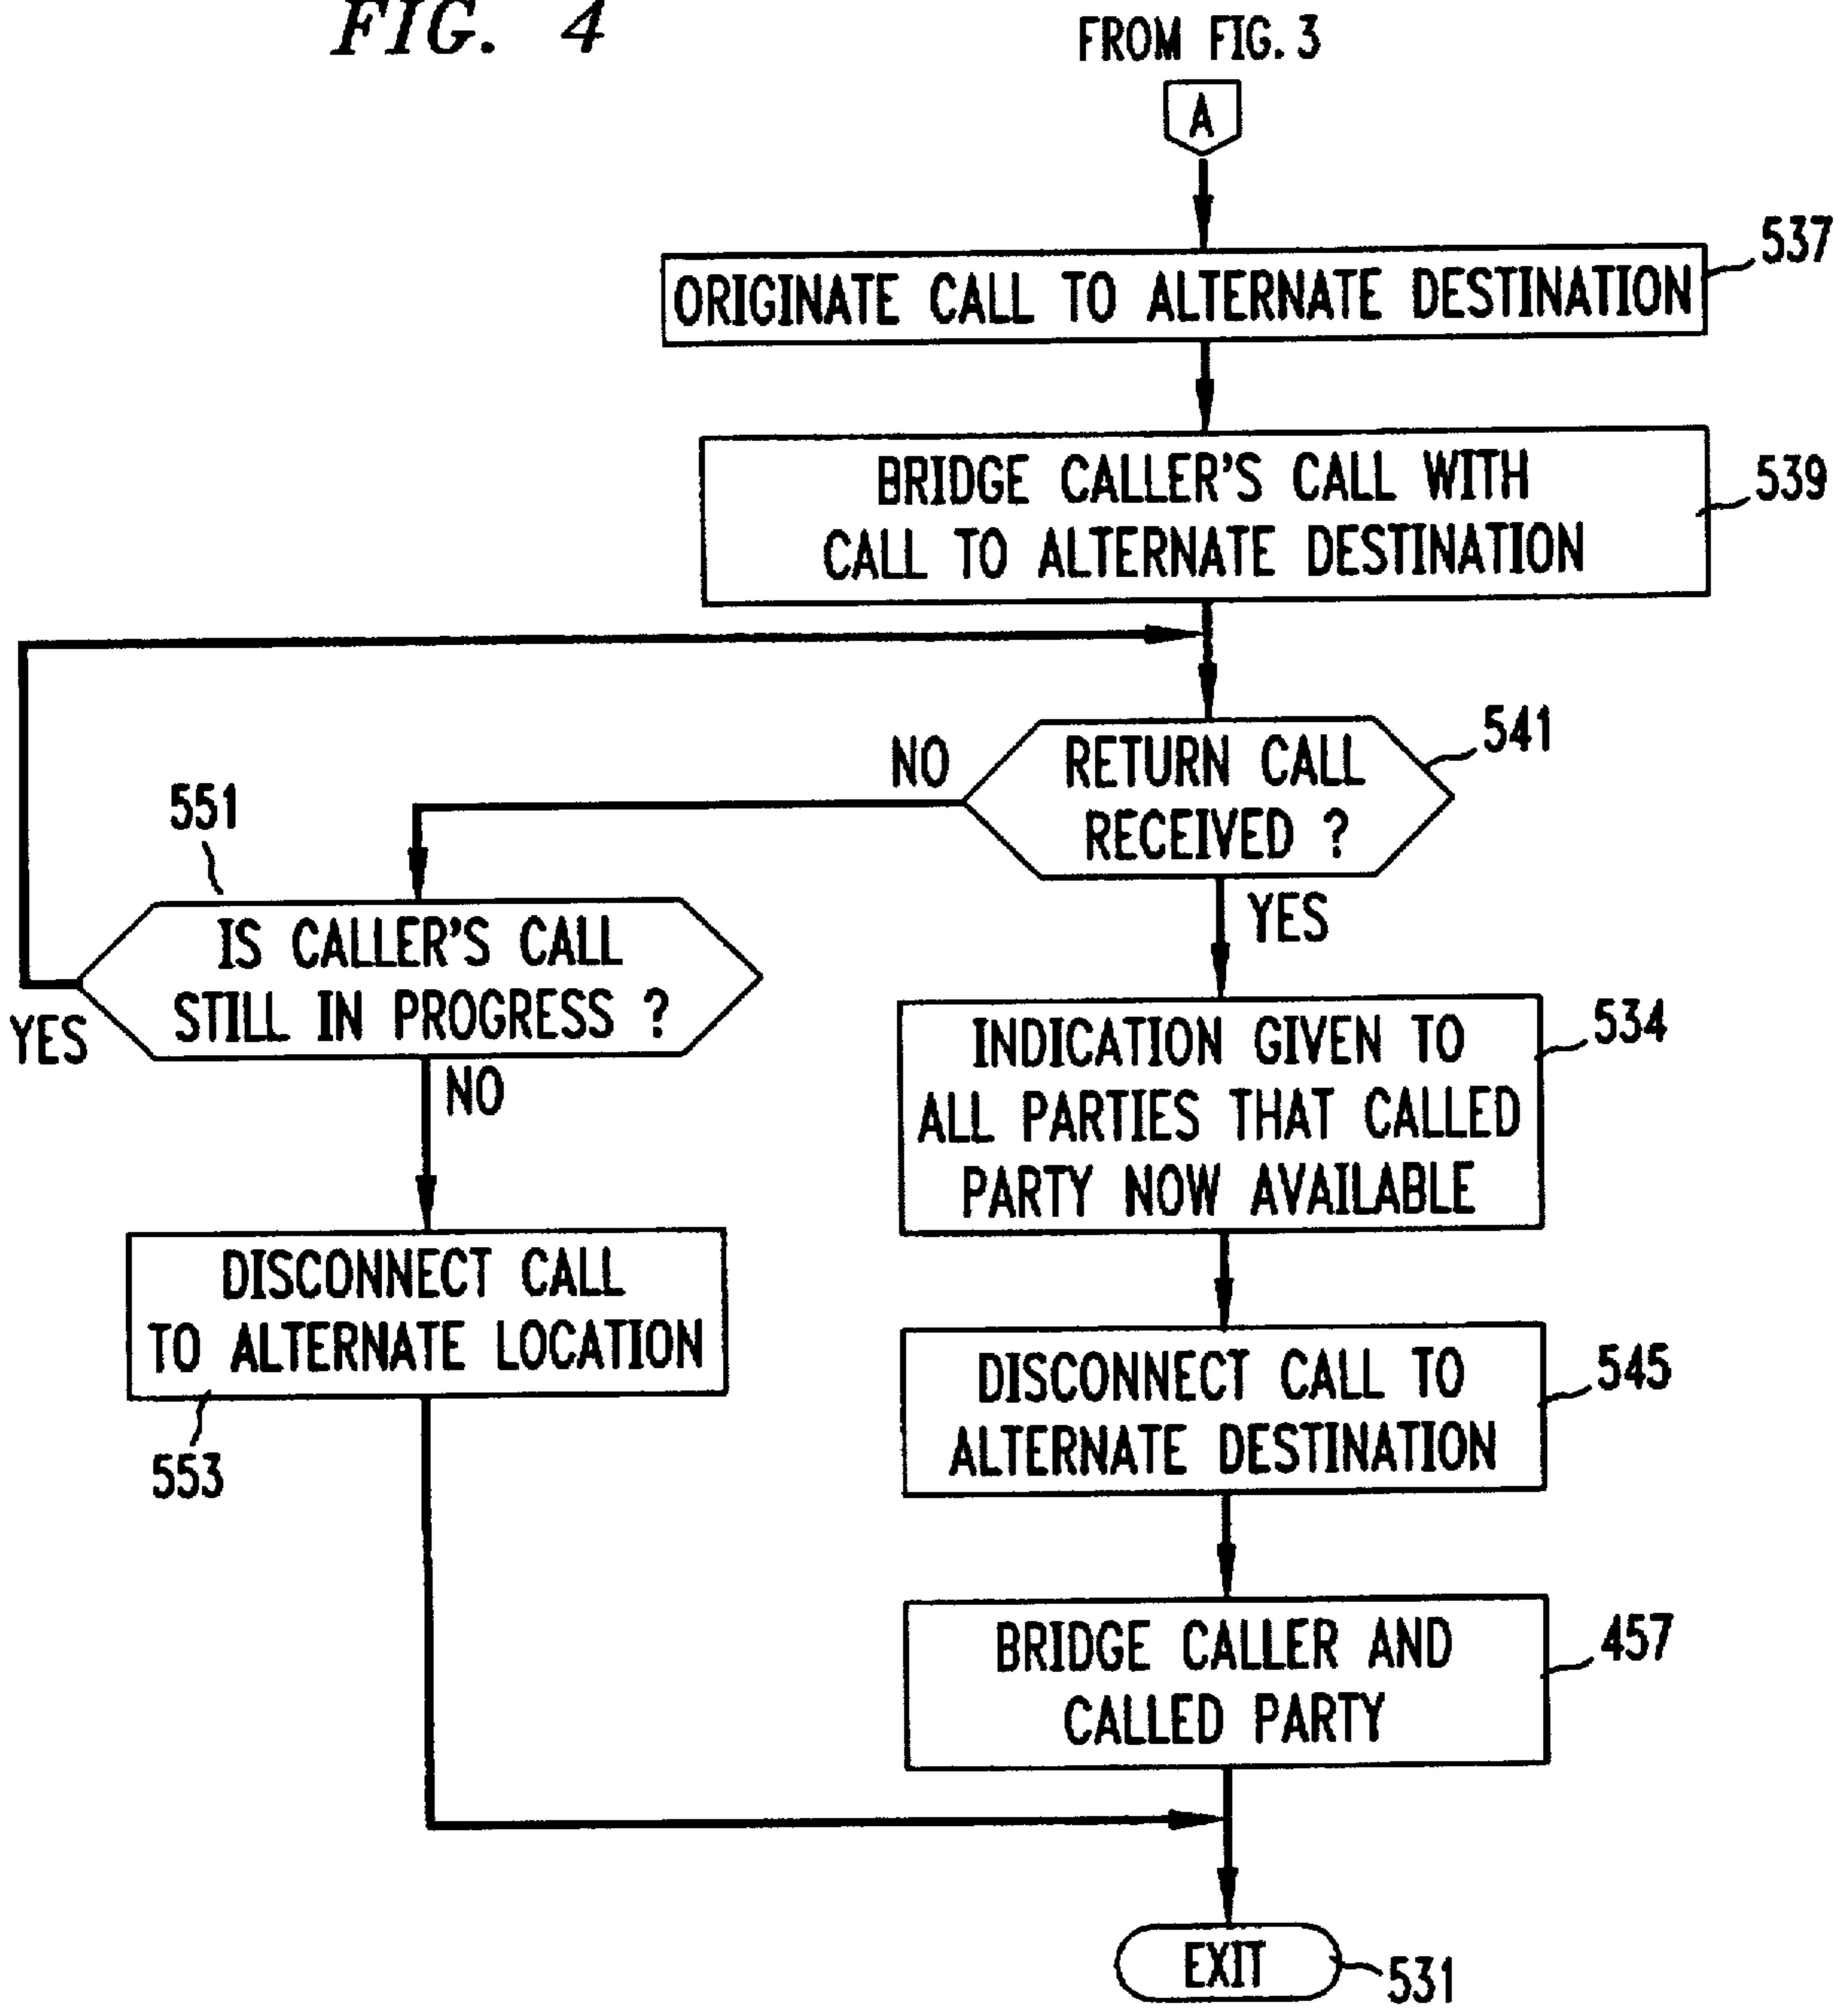 FIG. 4
FROM FIG. 3
A
ORIGINATE CALL TO ALTERNATE DESTINATION
537
BRIDGE CALLER'S CALL WITH
CALL TO ALTERNATE DESTINATION
539
RETURN CALL
RECEIVED ?
541
NO
YES
551
IS CALLER'S CALL
STILL IN PROGRESS ?
YES
NO
INDICATION GIVEN TO
ALL PARTIES THAT CALLED
PARTY NOW AVAILABLE
534
DISCONNECT CALL
TO ALTERNATE LOCATION
553
DISCONNECT CALL TO
ALTERNATE DESTINATION
545
BRIDGE CALLER AND
CALLED PARTY
457
EXIT
531